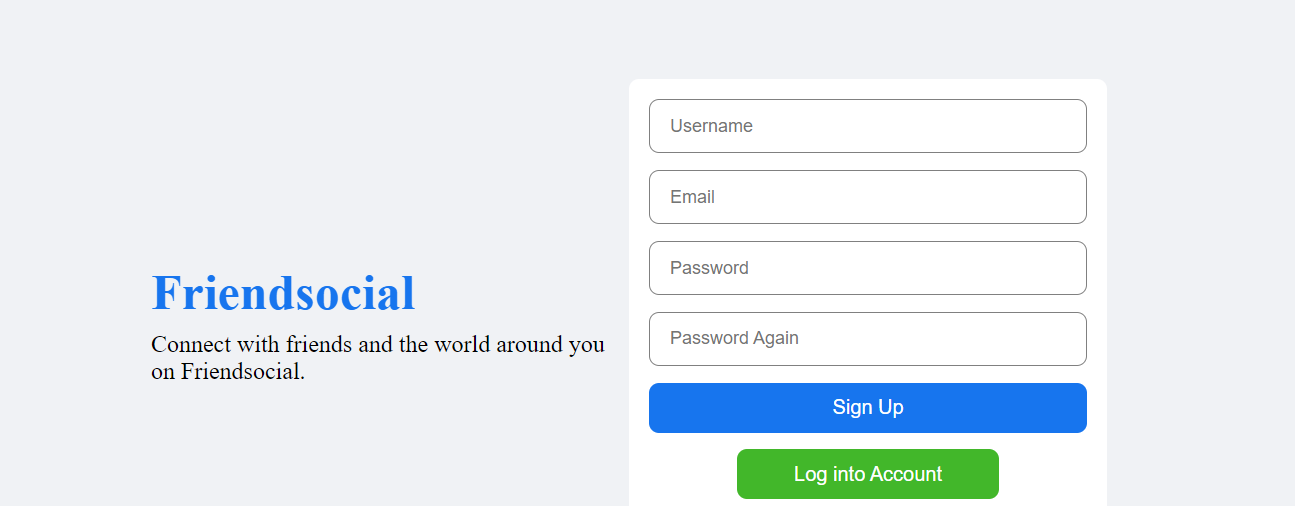 Friendsocial
Connect with friends and the world around you
on Friendsocial.
Username
Email
Password
Password Again
Sign Up
Log into Account